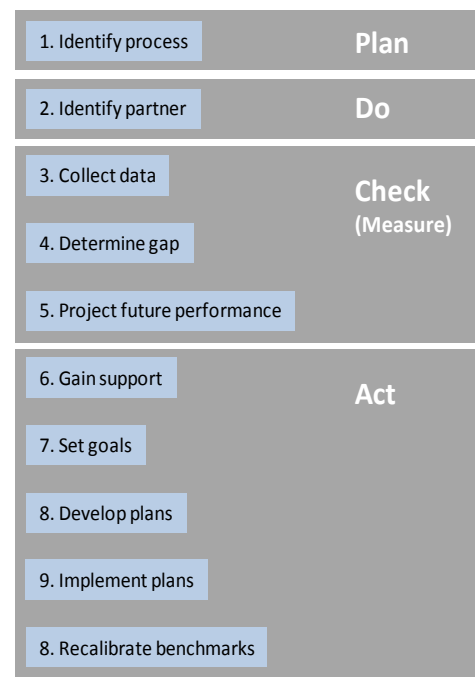 1. Identify process
Plan
2. Identify partner
Do
3. Collect data
Check
(Measure)
4. Determine gap
5. Project future performance
6. Gain support
Act
7. Set goals
8. Develop plans
9. Implement plans
8. Recalibrate benchmarks